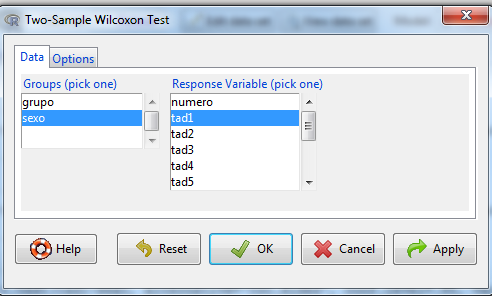 Two-Sample Wilcoxon Test
Data Options
Groups (pick one) Response Variable (pick one)
grupo
sexo
numero
tad1
tad2
tad3
tad4
tad5
Help Reset OK Cancel Apply